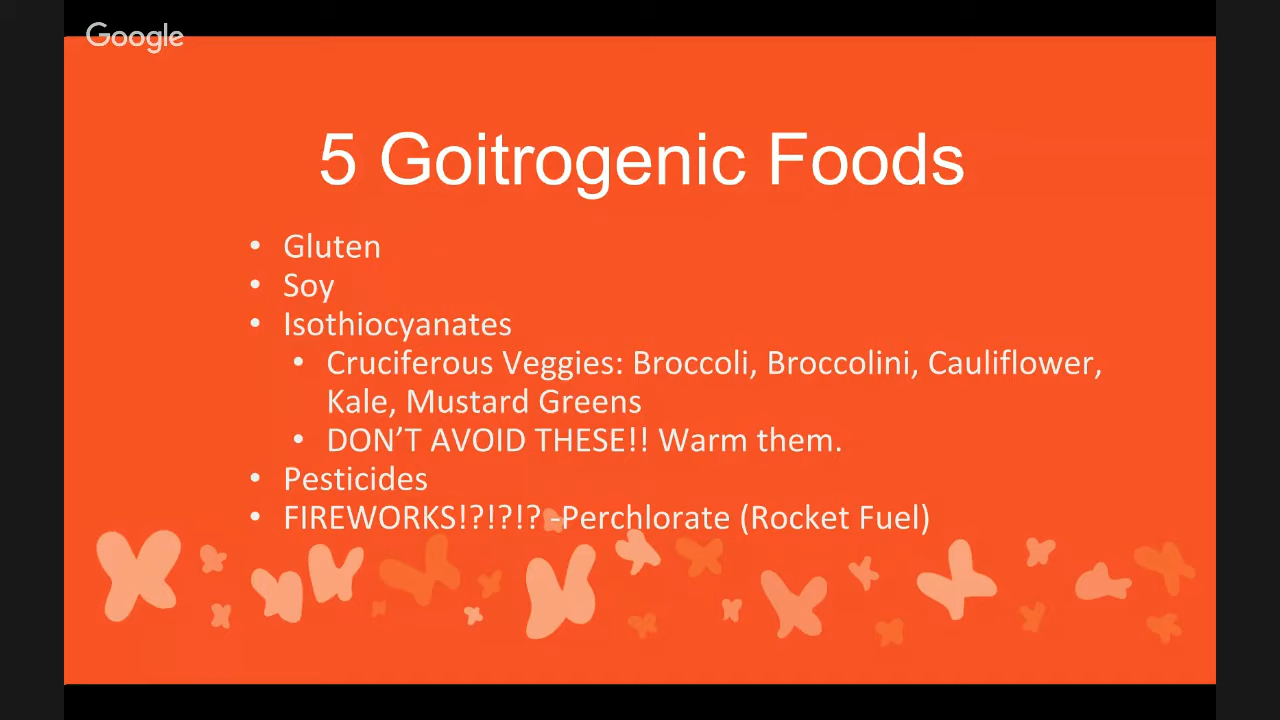 Google
5 Goitrogenic Foods
• Gluten
• Soy
• Isothiocyanates
• Cruciferous Veggies: Broccoli, Broccolini, Cauliflower,
Kale, Mustard Greens
• DON’T AVOID THESE!! Warm them.
• Pesticides
• FIREWORKS!?!?!? -Perchlorate (Rocket Fuel)